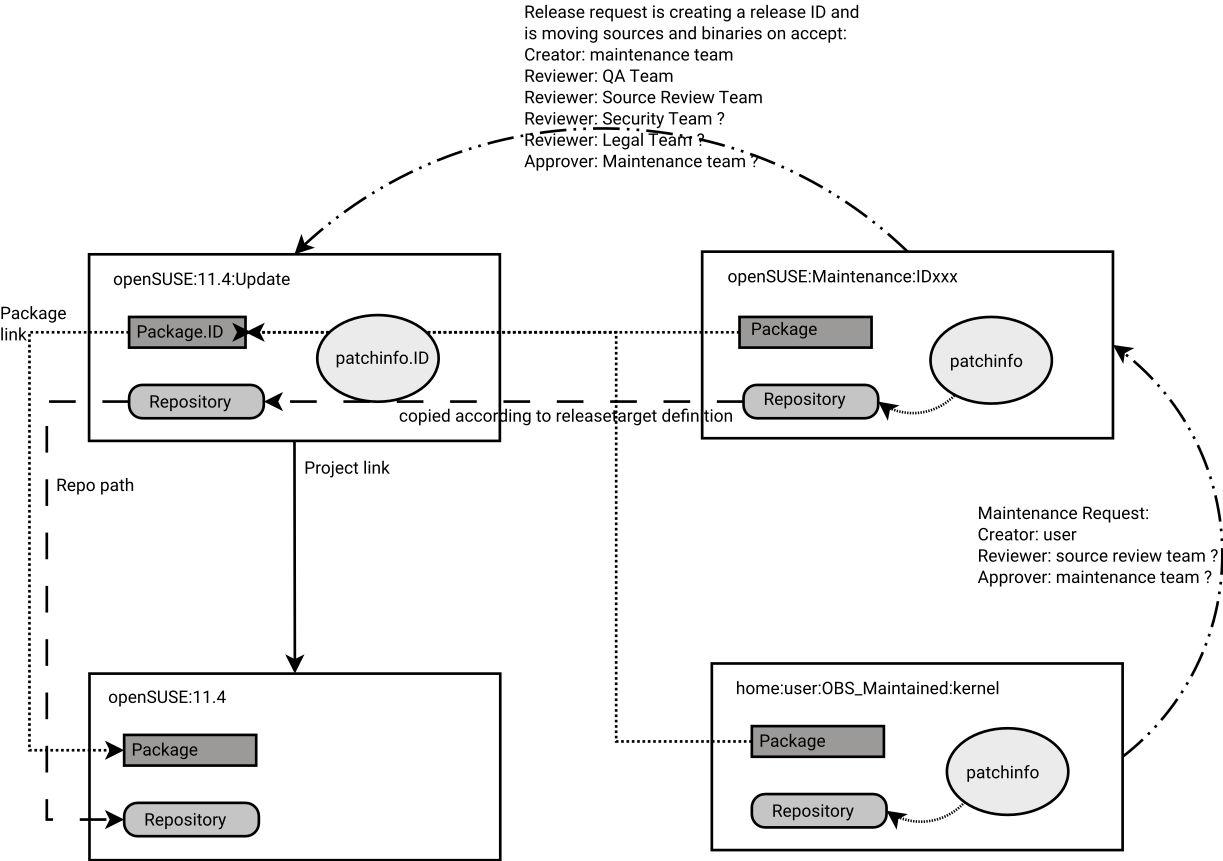 Release request is creating a release ID and
is moving sources and binaries on accept:
Creator: maintenance team
Reviewer: QA Team
Reviewer: Source Review Team
Reviewer: Security Team ?
Reviewer: Legal Team ?
Approver: Maintenance team ?
openSUSE:11.4:Update
openSUSE:Maintenance:IDxxx
Package
link
Package.ID
patchinfo.ID
Package
patchinfo
Repository
Repository
copied according to releasetarget definition
Project link
Repo path
Maintenance Request:
Creator: user
Reviewer: source review team ?
Approver: maintenance team ?
openSUSE:11.4
home:user:OBS_Maintained:kernel
Package
Package
patchinfo
Repository
Repository